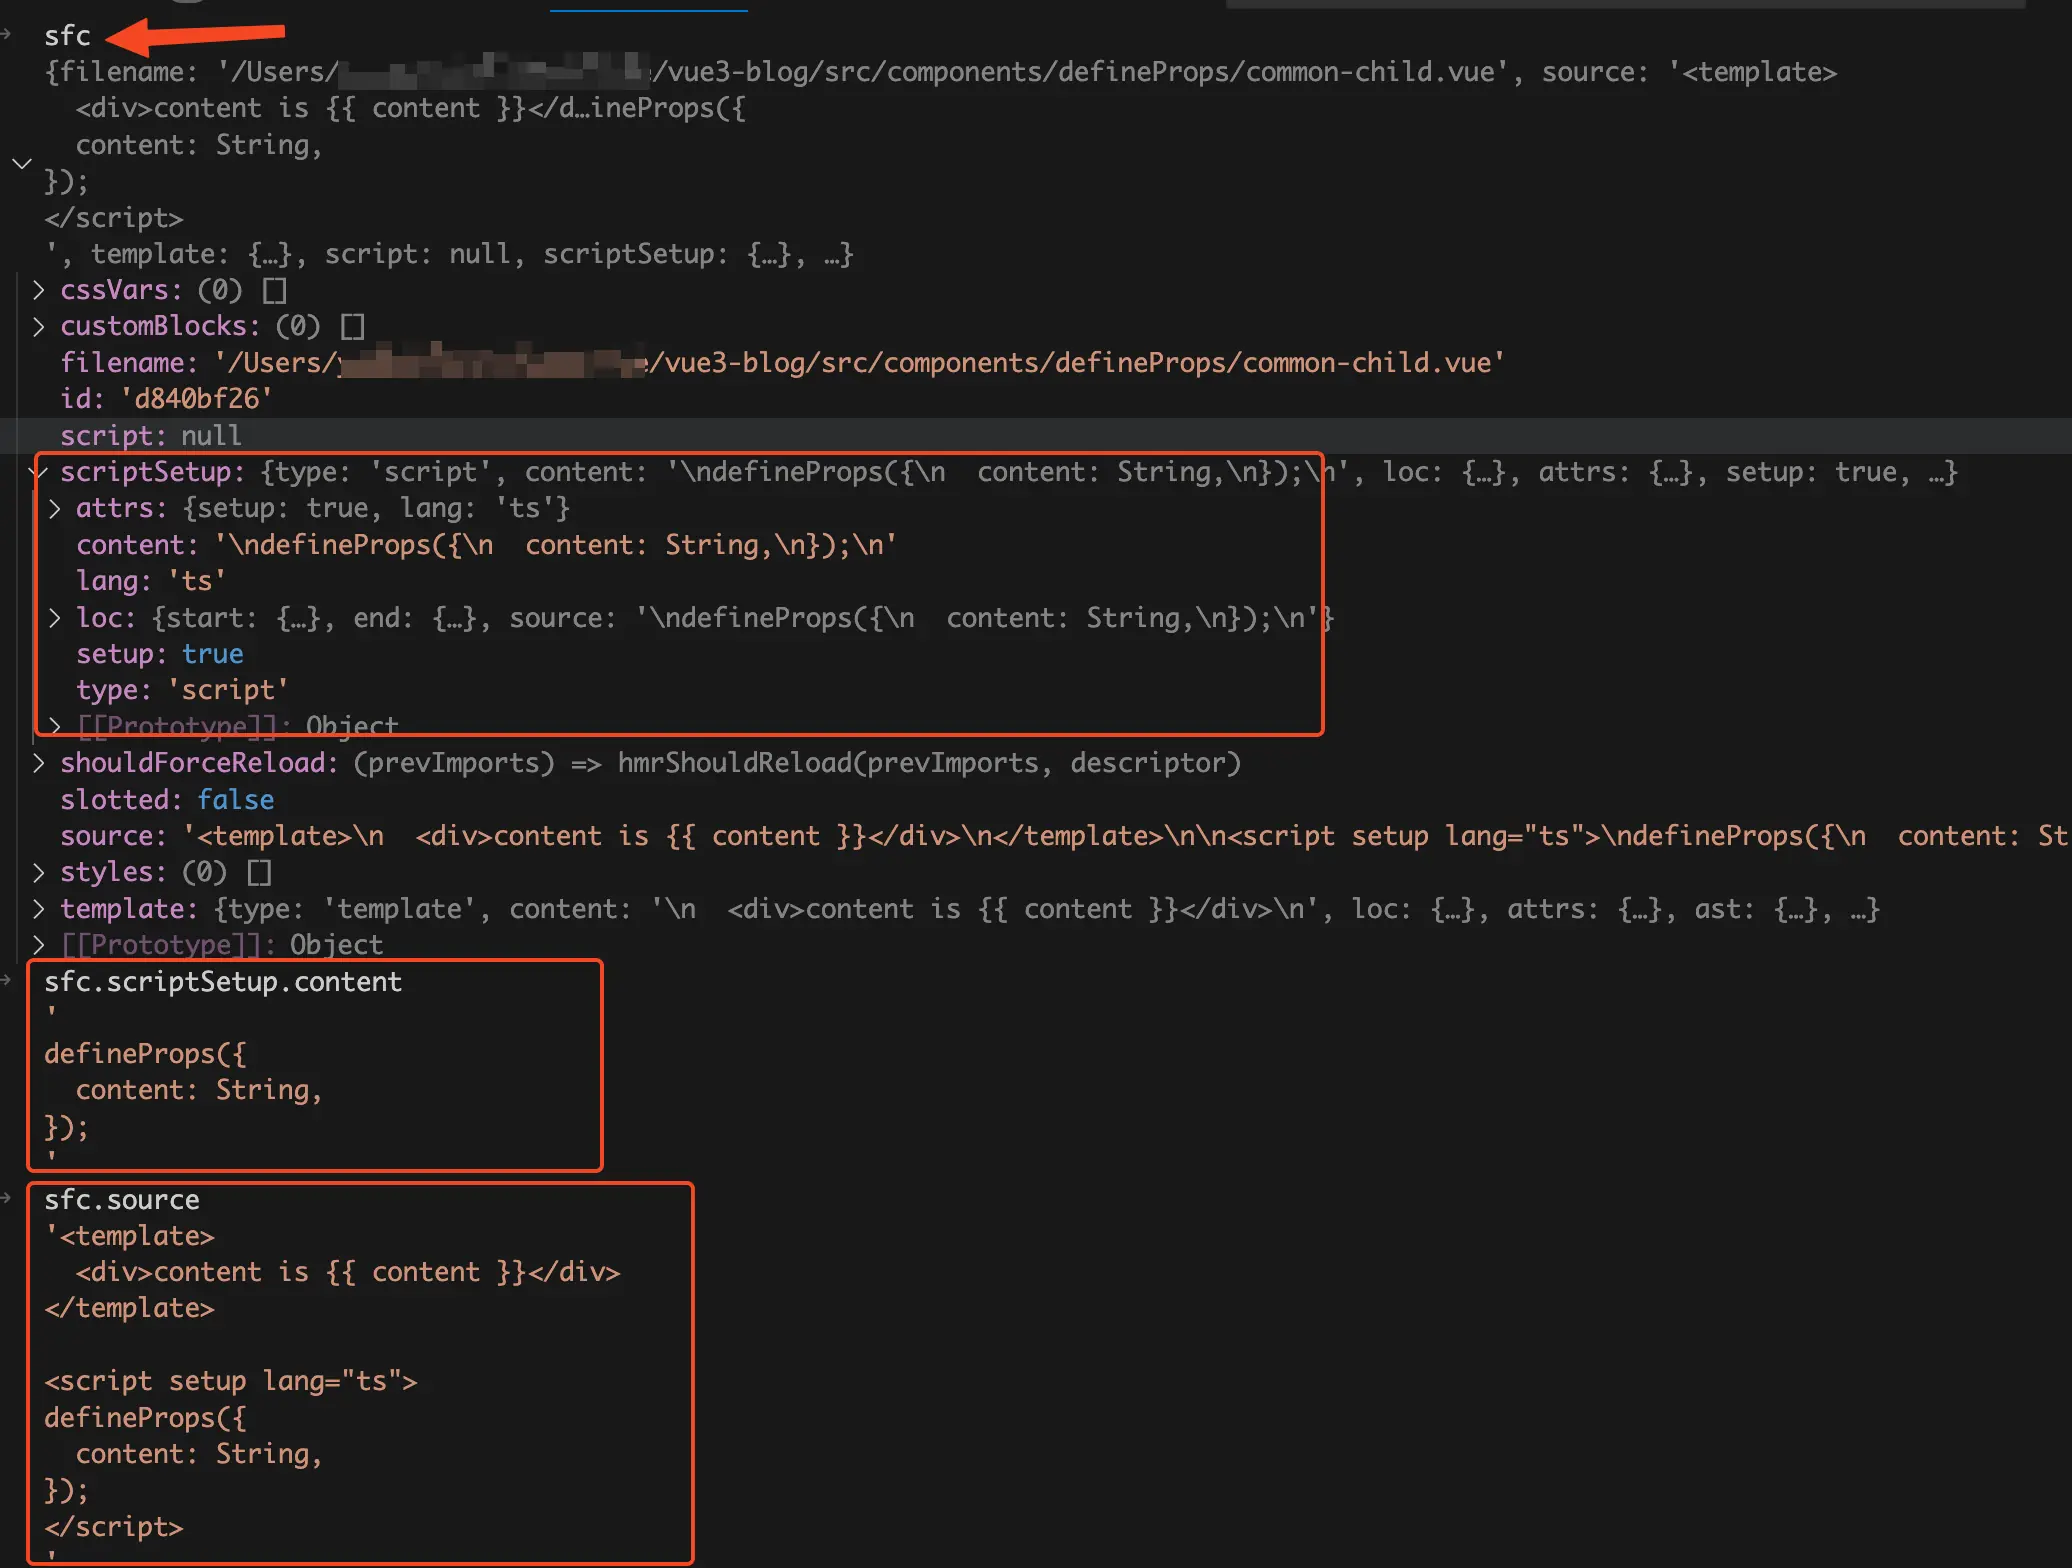 sfc
{filename: '/Users/ /vue3-blog/src/components/defineProps/common-child.vue', source: '<template>
  <div>content is {{ content }}</d…ineProps({
  content: String,
});
</script>
', template: {…}, script: null, scriptSetup: {…}, …}
cssVars: (0) []
customBlocks: (0) []
filename: '/Users/ /vue3-blog/src/components/defineProps/common-child.vue'
id: 'd840bf26'
script: null
scriptSetup: {type: 'script', content: '\ndefineProps({\n  content: String,\n});\n', loc: {…}, attrs: {…}, setup: true, …}
attrs: {setup: true, lang: 'ts'}
content: '\ndefineProps({\n  content: String,\n});\n'
lang: 'ts'
loc: {start: {…}, end: {…}, source: '\ndefineProps({\n  content: String,\n});\n'}
setup: true
type: 'script'
[[Prototype]]: Object
shouldForceReload: (prevImports) => hmrShouldReload(prevImports, descriptor)
slotted: false
source: '<template>\n  <div>content is {{ content }}</div>\n</template>\n\n<script setup lang="ts">\ndefineProps({\n  content: St
styles: (0) []
template: {type: 'template', content: '\n  <div>content is {{ content }}</div>\n', loc: {…}, attrs: {…}, ast: {…}, …}
[[Prototype]]: Object
sfc.scriptSetup.content
'
defineProps({
  content: String,
});
'
sfc.source
'<template>
  <div>content is {{ content }}</div>
</template>

<script setup lang="ts">
defineProps({
  content: String,
});
</script>
'